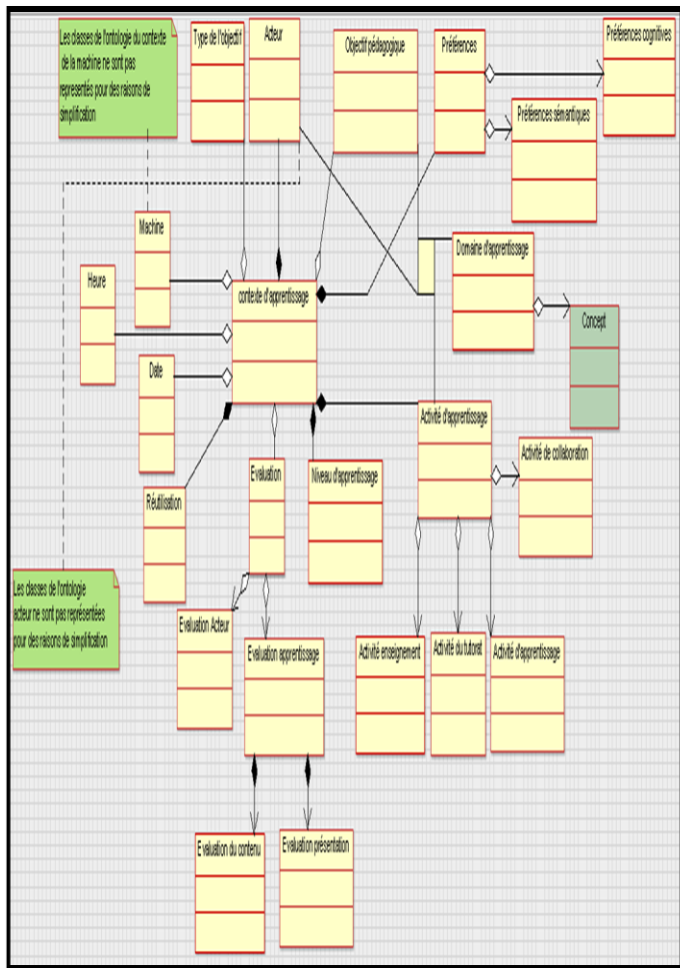 Les classes de l'ontologie du contexte
de la machine ne sont pas
représentés pour des raisons de
simplification
Type de l'objectif
Acteur
Objectif pédagogique
Préférences
Préférences cognitives
Préférences sémantiques
Machine
Domaine d'apprentissage
Heure
contexte d'apprentissage
Concept
Date
Activité d'apprentissage
Activité de collaboration
Evaluation
Niveau d'apprentissage
Réutilisation
Les classes de l'ontologie
acteur ne sont pas représentées
pour des raisons de simplification
Evaluation Acteur
Evaluation apprentissage
Activité enseignement
Activité du tutorat
Activité d'apprentissage
Evaluation du contenu
Evaluation présentation